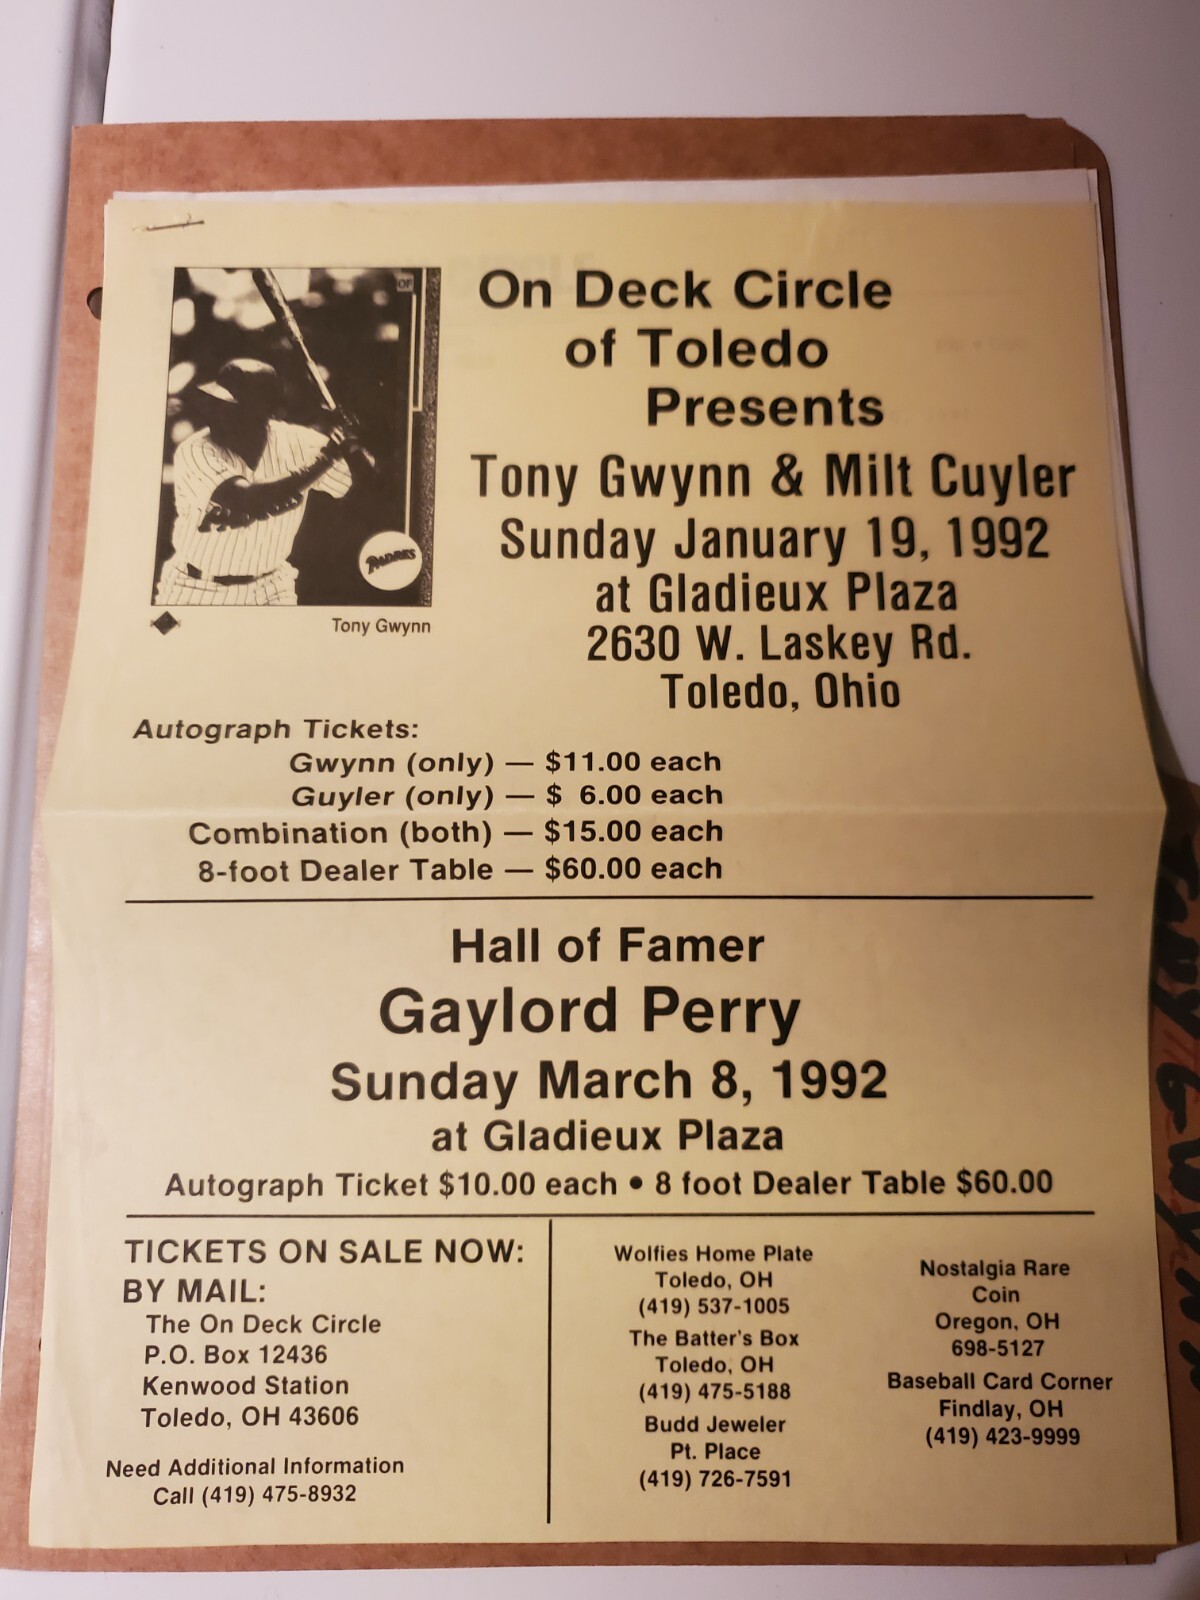 On Deck Circle
of Toledo
Presents
Tony Gwynn & Milt Cuyler
Sunday January 19, 1992
at Gladieux Plaza
2630 W. Laskey Rd.
Toledo, Ohio
OF
PADRES
Tony Gwynn
Autograph Tickets:
Gwynn (only) — $11.00 each
Guyler (only) — $ 6.00 each
Combination (both) — $15.00 each
8-foot Dealer Table — $60.00 each
Hall of Famer
Gaylord Perry
Sunday March 8, 1992
at Gladieux Plaza
Autograph Ticket $10.00 each • 8 foot Dealer Table $60.00
TICKETS ON SALE NOW:
BY MAIL:
The On Deck Circle
P.O. Box 12436
Kenwood Station
Toledo, OH 43606
Need Additional Information
Call (419) 475-8932
Wolfies Home Plate
Toledo, OH
(419) 537-1005
The Batter's Box
Toledo, OH
(419) 475-5188
Budd Jeweler
Pt. Place
(419) 726-7591
Nostalgia Rare
Coin
Oregon, OH
698-5127
Baseball Card Corner
Findlay, OH
(419) 423-9999